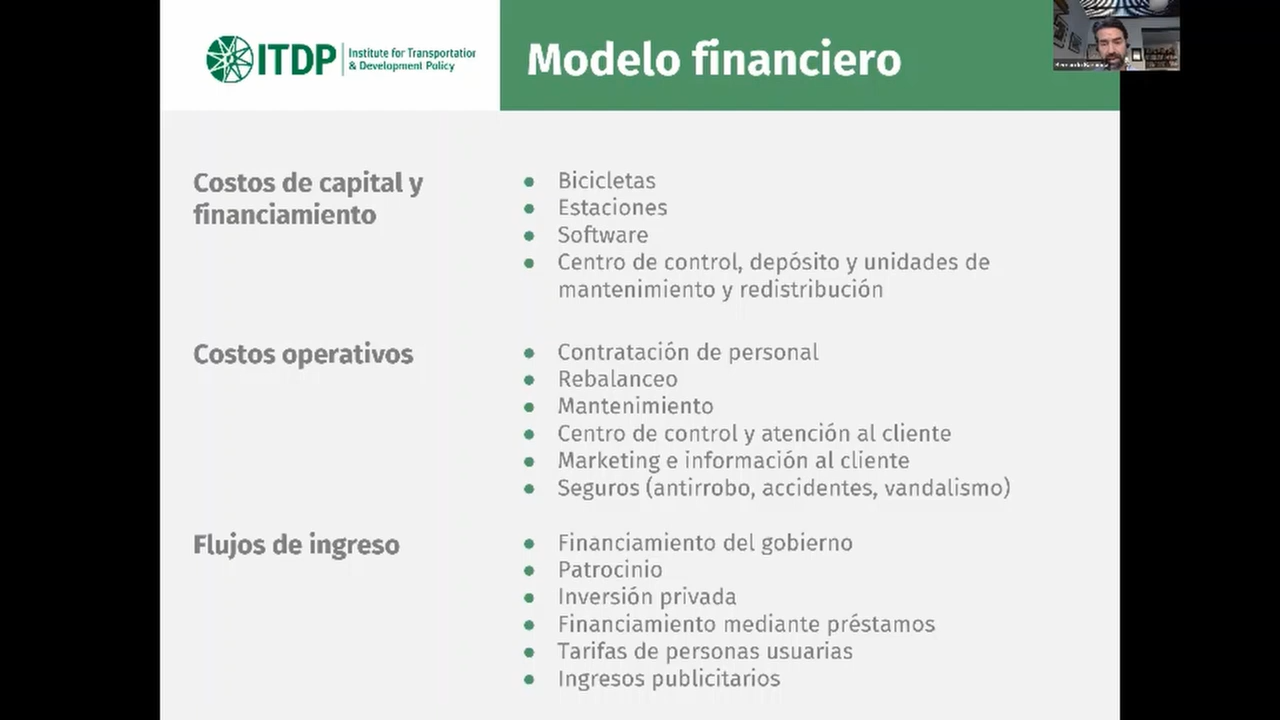 ITDP
Institute for Transportation
& Development Policy
Modelo financiero
Costos de capital y
financiamiento
Bicicletas
Estaciones
Software
Centro de control, depósito y unidades de
mantenimiento y redistribución
Costos operativos
Contratación de personal
Rebalanceo
Mantenimiento
Centro de control y atención al cliente
Marketing e información al cliente
Seguros (antirrobo, accidentes, vandalismo)
Flujos de ingreso
Financiamiento del gobierno
Patrocinio
Inversión privada
Financiamiento mediante préstamos
Tarifas de personas usuarias
Ingresos publicitarios